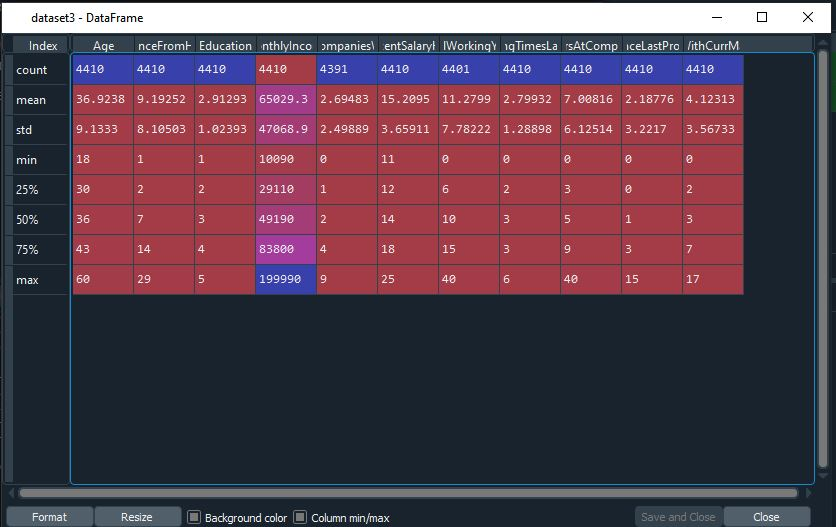 dataset3 - DataFrame
Index Age nceFromH Education nthlyInco ompaniesV entSalaryH lWorkingY ngTimesLa rsAtComp nceLastPro VithCurrM
count 4410 4410 4410 4410 4391 4410 4401 4410 4410 4410 4410
mean 36.9238 9.19252 2.91293 65029.3 2.69483 15.2095 11.2799 2.79932 7.00816 2.18776 4.12313
std 9.1333 8.10503 1.02393 47068.9 2.49889 3.65911 7.78222 1.28898 6.12514 3.2217 3.56733
min 18 1 1 10090 0 11 0 0 0 0 0
25% 30 2 2 29110 1 12 6 2 3 0 2
50% 36 7 3 49190 2 14 10 3 5 1 3
75% 43 14 4 83800 4 18 15 3 9 3 7
max 60 29 5 199990 9 25 40 6 40 15 17
Format Resize Background color Column min/max Save and Close Close